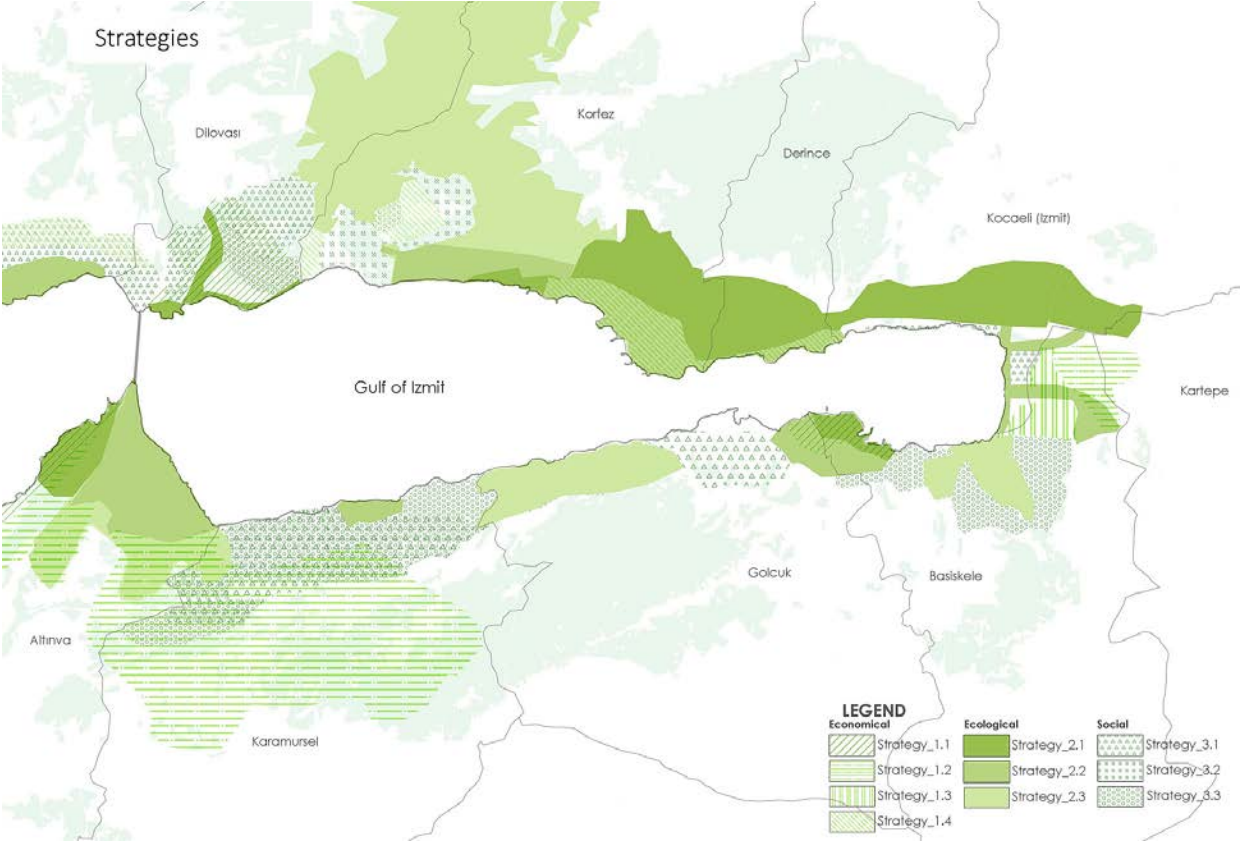 Strategies
Korfez
Dilovası
Derince
Kocaeli (Izmit)
Gulf of Izmit
Kartepe
Golcuk
Basiskele
Altınva
Karamursel
LEGEND
Economical
Strategy_1.1
Strategy_1.2
Strategy_1.3
Strategy_1.4
Ecological
Strategy_2.1
Strategy_2.2
Strategy_2.3
Social
Strategy_3.1
Strategy_3.2
Strategy_3.3